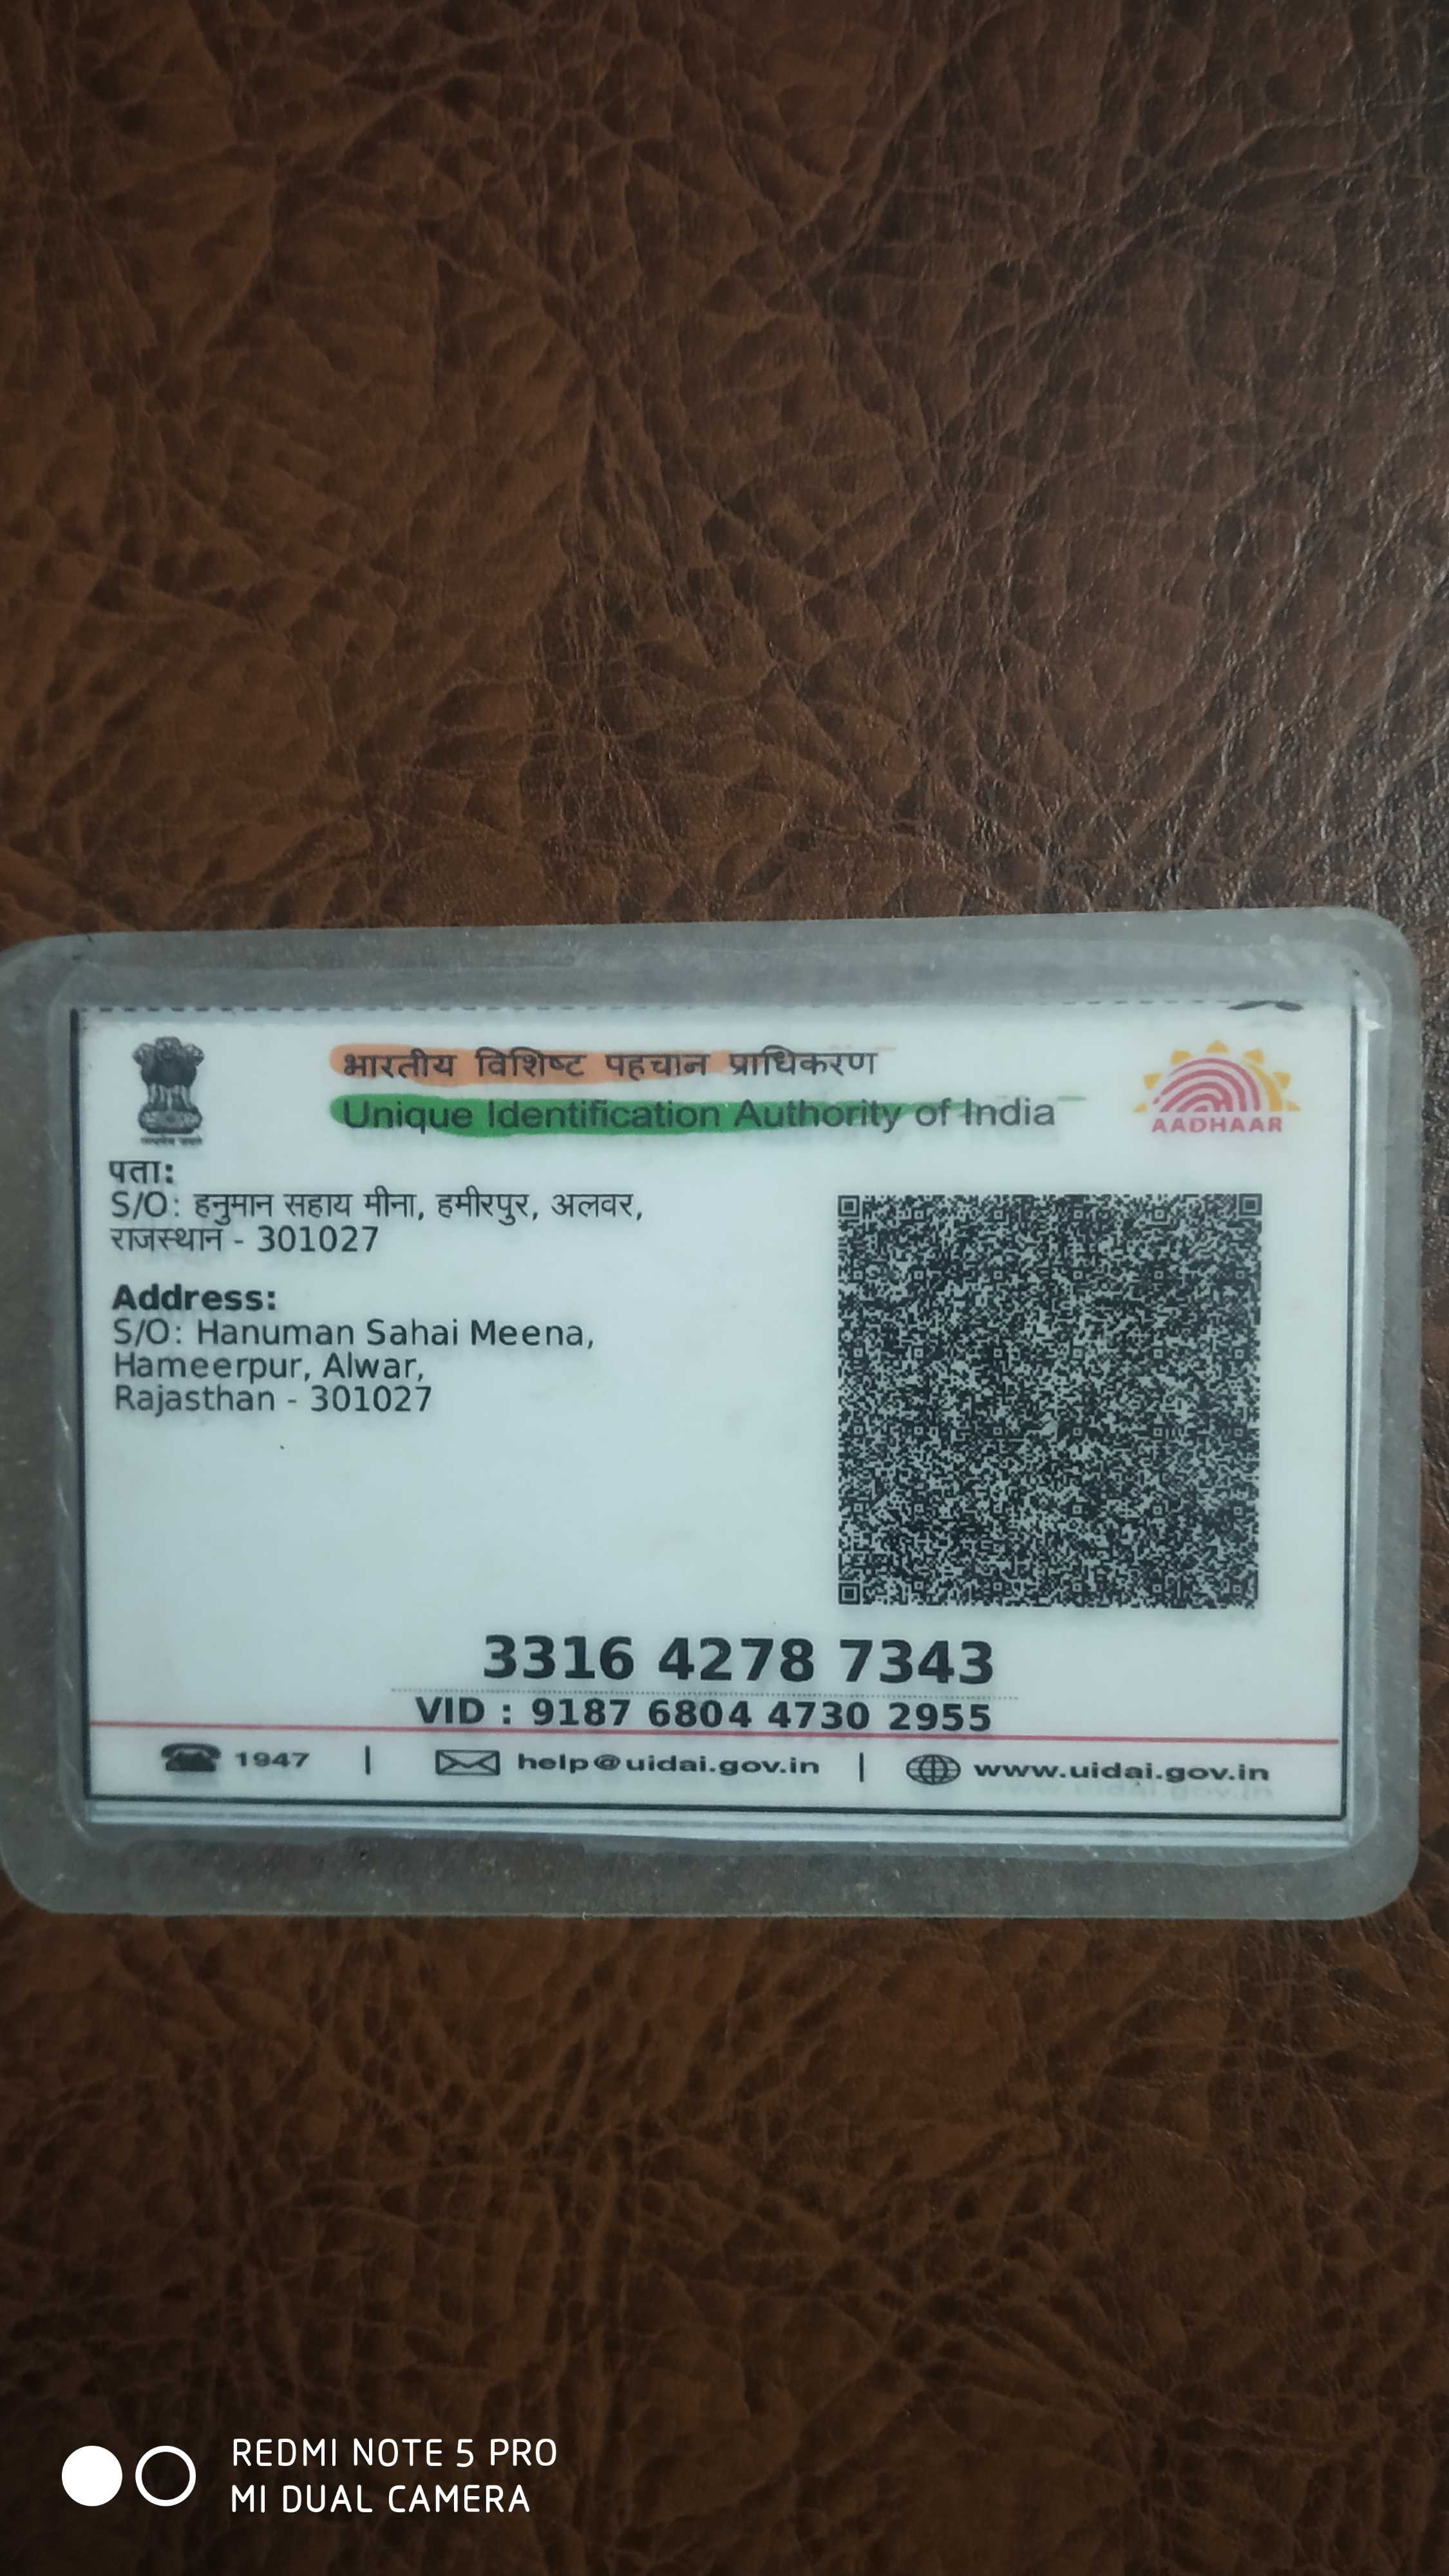 भारतीय विशिष्ट पहचान प्राधिकरण
Unique Identification Authority of India
AADHAAR
पता:
S/O: हनुमान सहाय मीना, हमीरपुर, अलवर,
राजस्थान - 301027
Address:
S/O: Hanuman Sahai Meena,
Hameerpur, Alwar,
Rajasthan - 301027
3316 4278 7343
VID : 9187 6804 4730 2955
1947 | help@uidai.gov.in | www.uidai.gov.in
REDMI NOTE 5 PRO
MI DUAL CAMERA